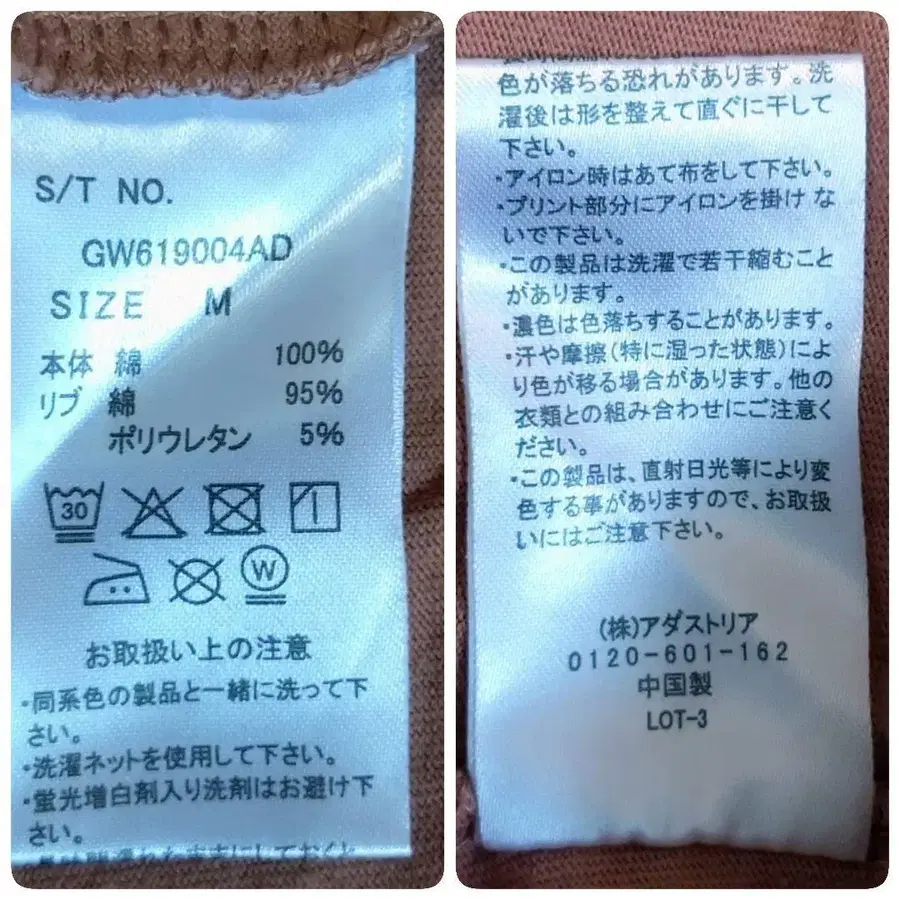 S/T NO.
GW619004AD
SIZE M
本体 綿 100%
リブ 綿 95%
ポリウレタン 5%
30
W
お取扱い上の注意
・同系色の製品と一緒に洗って下
さい。
・洗濯ネットを使用して下さい。
・蛍光増白剤入り洗剤はお避け下
さい。
色が落ちる恐れがあります。洗
濯後は形を整えて直ぐに干して
下さい。
・アイロン時はあて布をして下さい。
・プリント部分にアイロンを掛けな
いで下さい。
・この製品は洗濯で若干縮むこと
があります。
・濃色は色落ちすることがあります。
・汗や摩擦(特に湿った状態)によ
り色が移る場合があります。他の
衣類との組み合わせにご注意く
ださい。
・この製品は、直射日光等により変
色する事がありますので、お取扱
いにはご注意下さい。
(株)アダストリア
0120-601-162
中国製
LOT-3